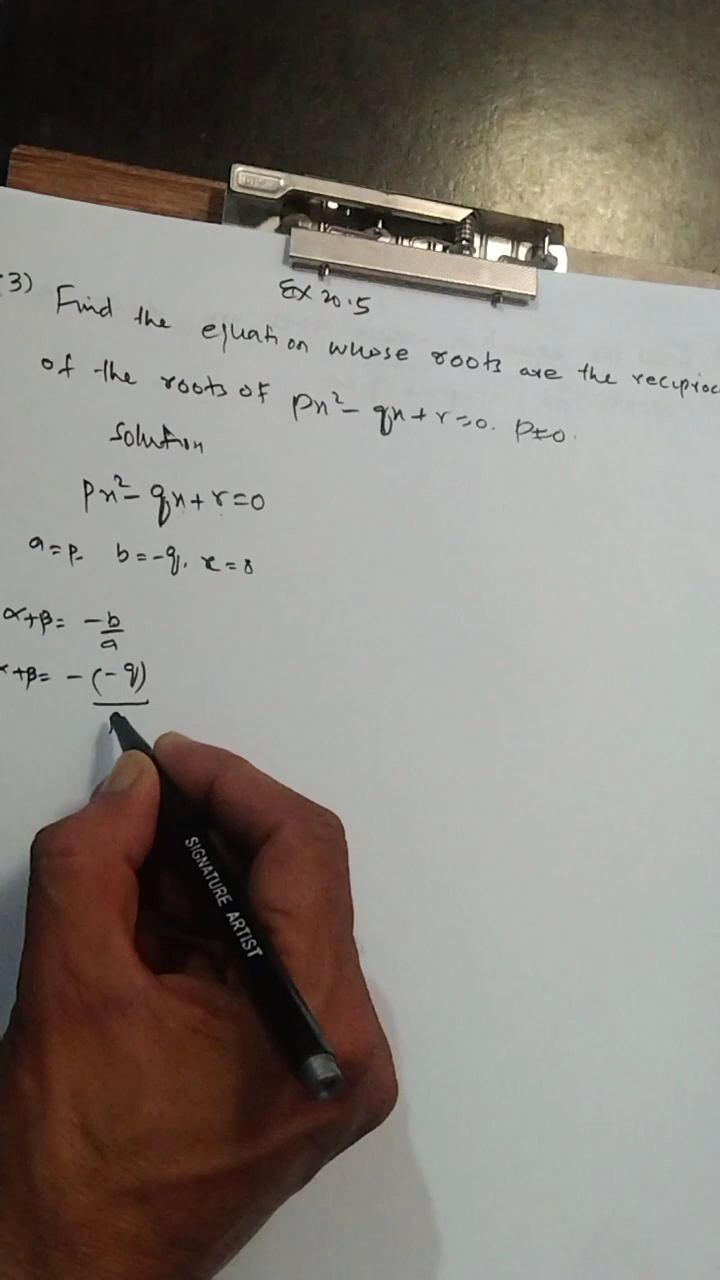 Ex 20.5
3) Find the equation whose roots are the reciproc
of the roots of px²- qx+r=0. p≠0.
Solution
px²- qx+r=0
a=p. b=-q, c=r
α+β= -b/a
α+β= -(-q)
SIGNATURE ARTIST